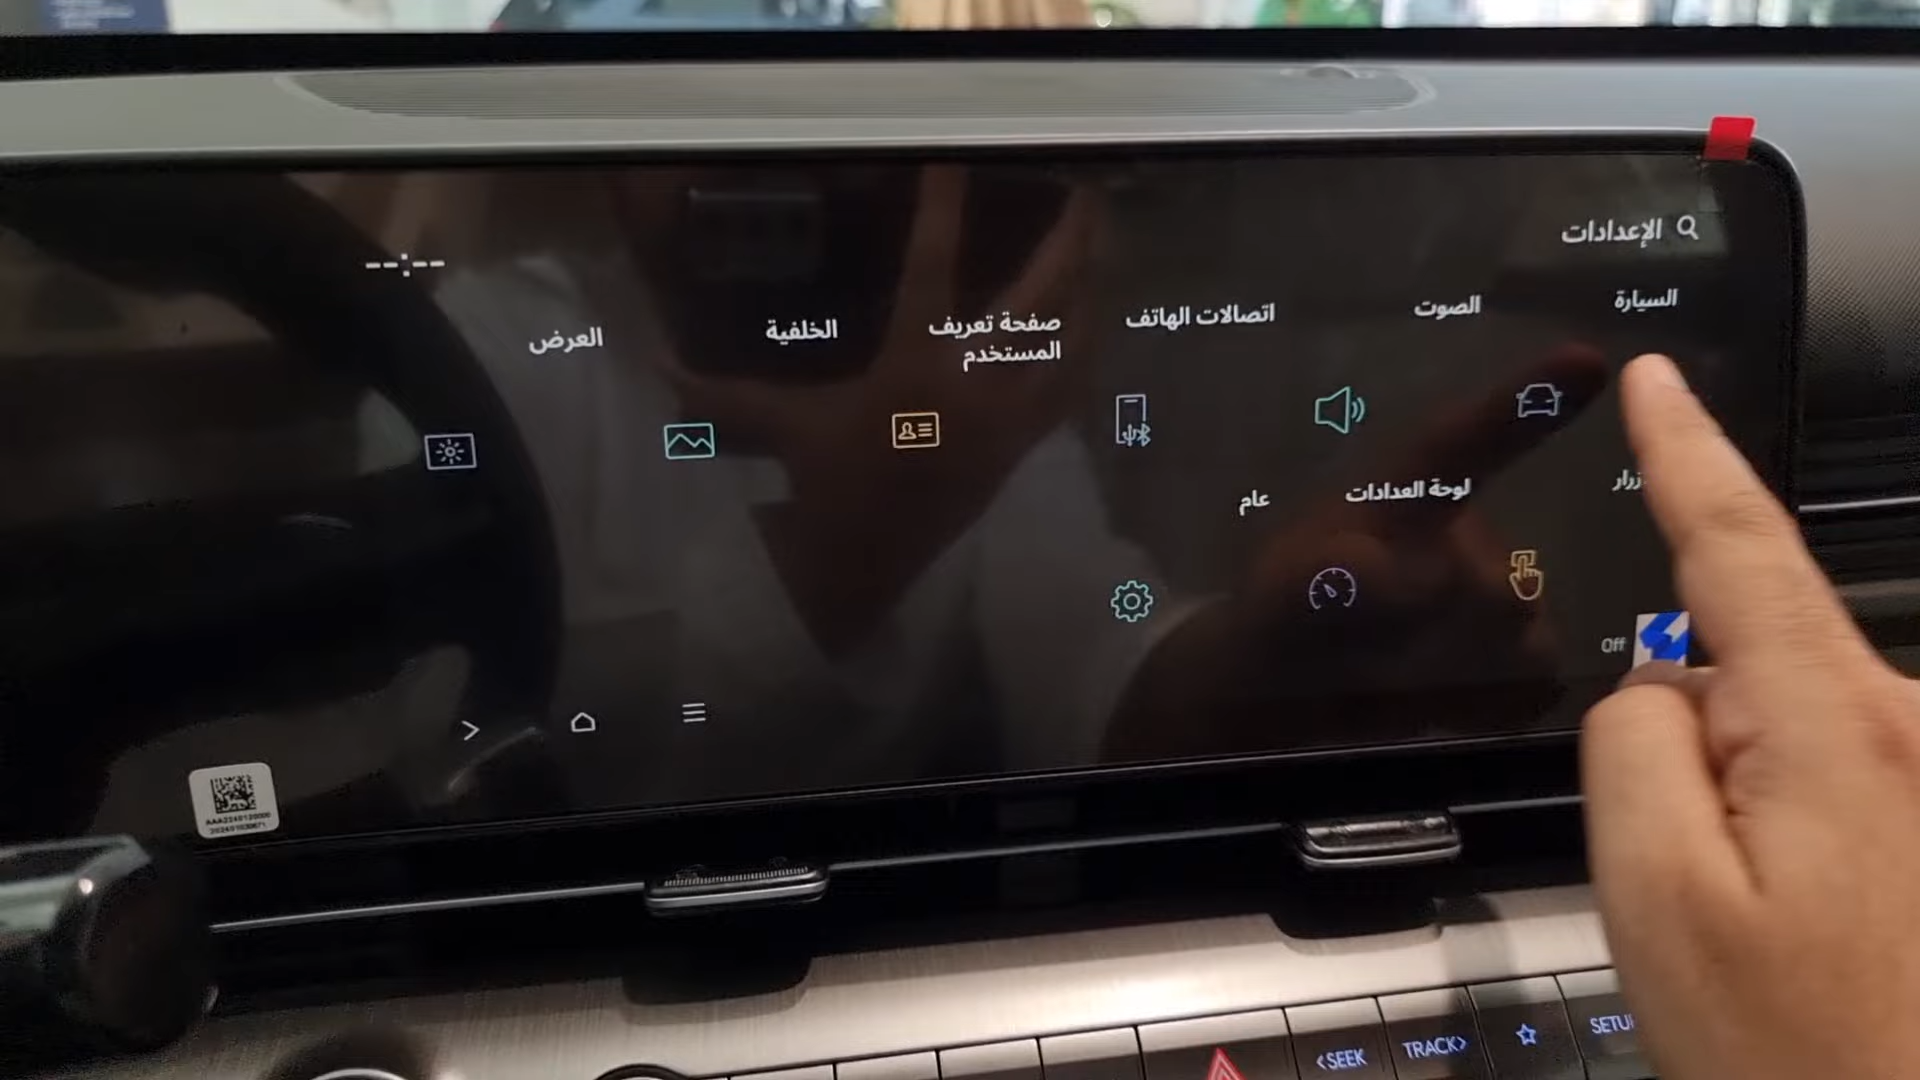 الإعدادات
--:--
السيارة
الصوت
اتصالات الهاتف
صفحة تعريف
المستخدم
الخلفية
العرض
لوحة العدادات
عام
Off
<SEEK
TRACK>